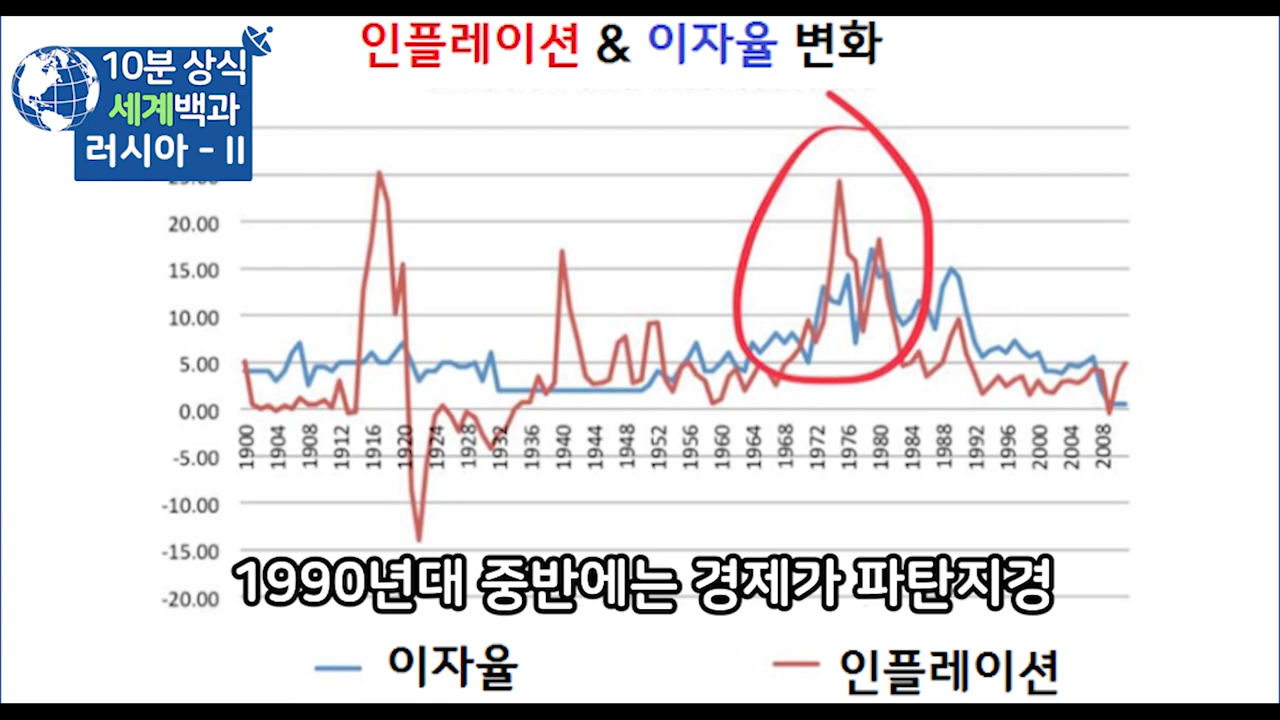 인플레이션 & 이자율 변화
10분 상식
세계백과
러시아 - II
20.00
15.00
10.00
5.00
0.00
-5.00
-10.00
-15.00
-20.00
1900 1904 1908 1912 1916 1920 1924 1928 1932 1936 1940 1944 1948 1952 1956 1960 1964 1968 1972 1976 1980 1984 1988 1992 1996 2000 2004 2008
1990년대 중반에는 경제가 파탄지경
이자율 인플레이션